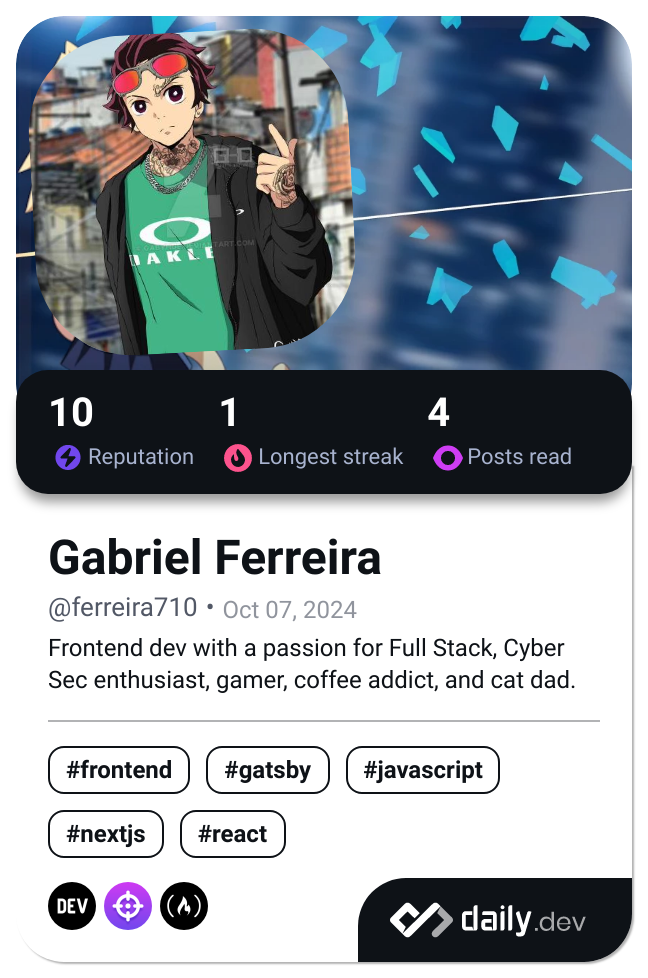 OAKLE
10
1
4
Reputation
Longest streak
Posts read
Gabriel Ferreira
@ferreira710 • Oct 07, 2024
Frontend dev with a passion for Full Stack, Cyber
Sec enthusiast, gamer, coffee addict, and cat dad.
#frontend
#gatsby
#javascript
#nextjs
#react
DEV
daily.dev